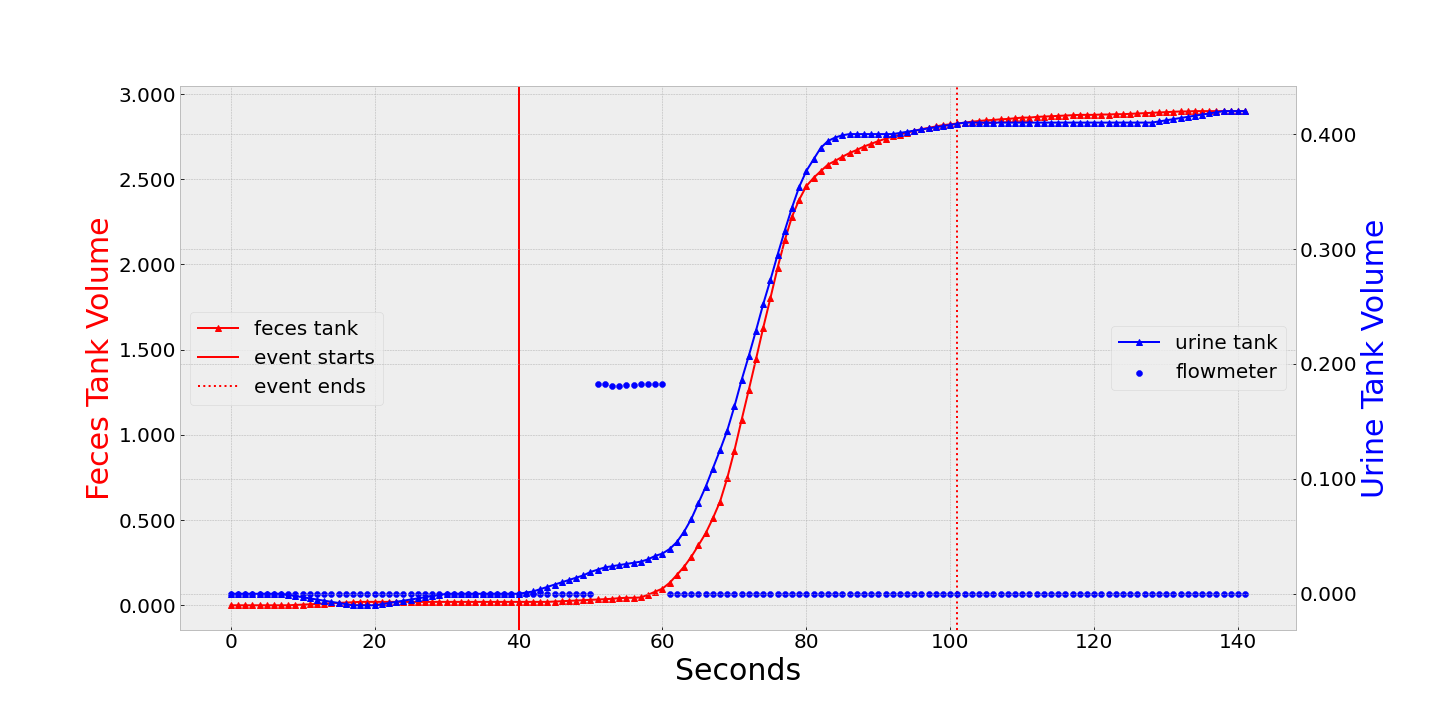 3.000
2.500
2.000
1.500
1.000
0.500
0.000
Feces Tank Volume
feces tank
event starts
event ends
urine tank
flowmeter
0.400
0.300
0.200
0.100
0.000
Urine Tank Volume
0 20 40 60 80 100 120 140
Seconds